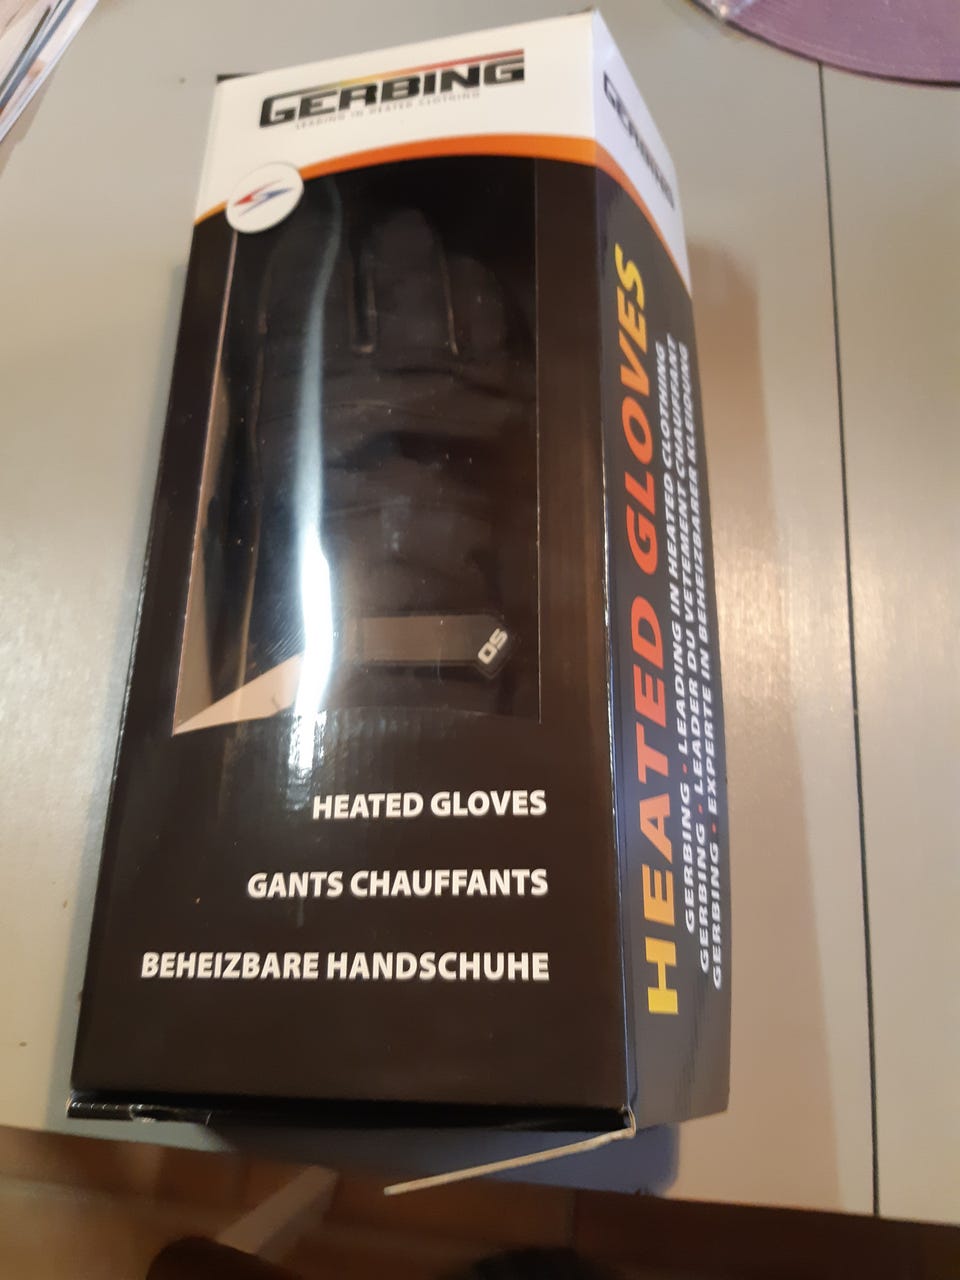 GERBING
LEADING IN HEATED CLOTHING
OS
HEATED GLOVES
GANTS CHAUFFANTS
BEHEIZBARE HANDSCHUHE
GERBING
HEATED GLOVES
GERBING - LEADING IN HEATED CLOTHING
GERBING - LEADER DU VETEMENT CHAUFFANT
GERBING - EXPERTE IN BEHEIZBARER KLEIDUNG